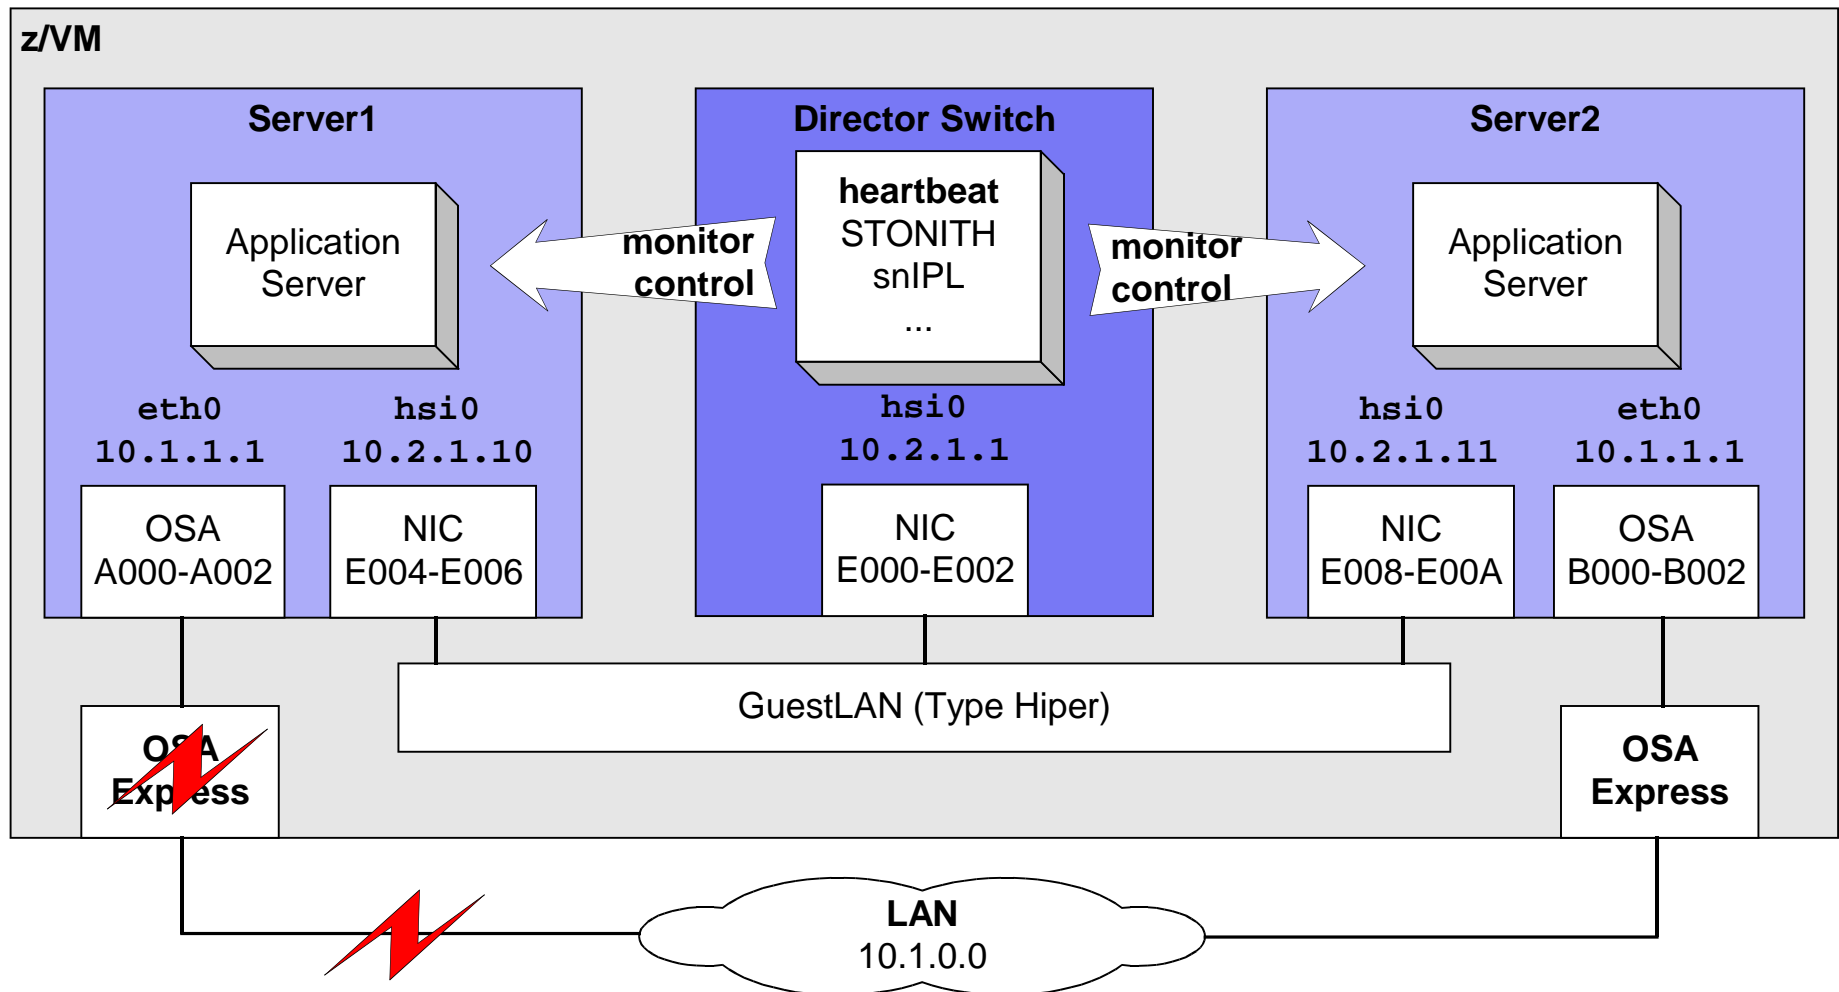 z/VM
Server1
Application
Server
eth0
10.1.1.1
hsi0
10.2.1.10
OSA
A000-A002
NIC
E004-E006
monitor
control
Director Switch
heartbeat
STONITH
snIPL
...
hsi0
10.2.1.1
NIC
E000-E002
monitor
control
Server2
Application
Server
hsi0
10.2.1.11
eth0
10.1.1.1
NIC
E008-E00A
OSA
B000-B002
GuestLAN (Type Hiper)
OSA
Express
OSA
Express
LAN
10.1.0.0